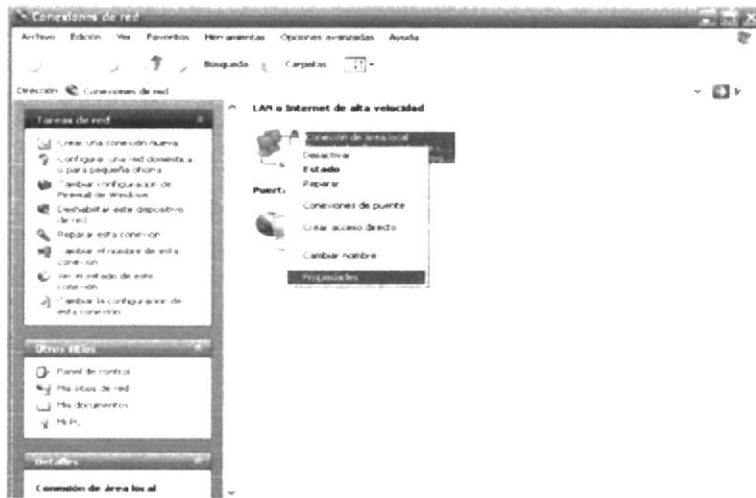 Conexiones de red
Archivo Edición Ver Favoritos Herramientas Opciones avanzadas Ayuda
Búsqueda Carpetas
Dirección Conexiones de red Ir
Tareas de red
Crear una conexión nueva
Configurar una red doméstica
o para pequeña oficina
Cambiar configuración de
Firewall de Windows
Deshabilitar este dispositivo
de red
Reparar esta conexión
Cambiar el nombre de esta
conexión
Ver el estado de esta
conexión
Cambiar la configuración de
esta conexión
Otros sitios
Panel de control
Mis sitios de red
Mis documentos
Mi PC
Detalles
Conexión de área local
LAN o Internet de alta velocidad
Conexión de área local
Desactivar
Estado
Reparar
Puerta
Conexiones de puente
Crear acceso directo
Cambiar nombre
Propiedades